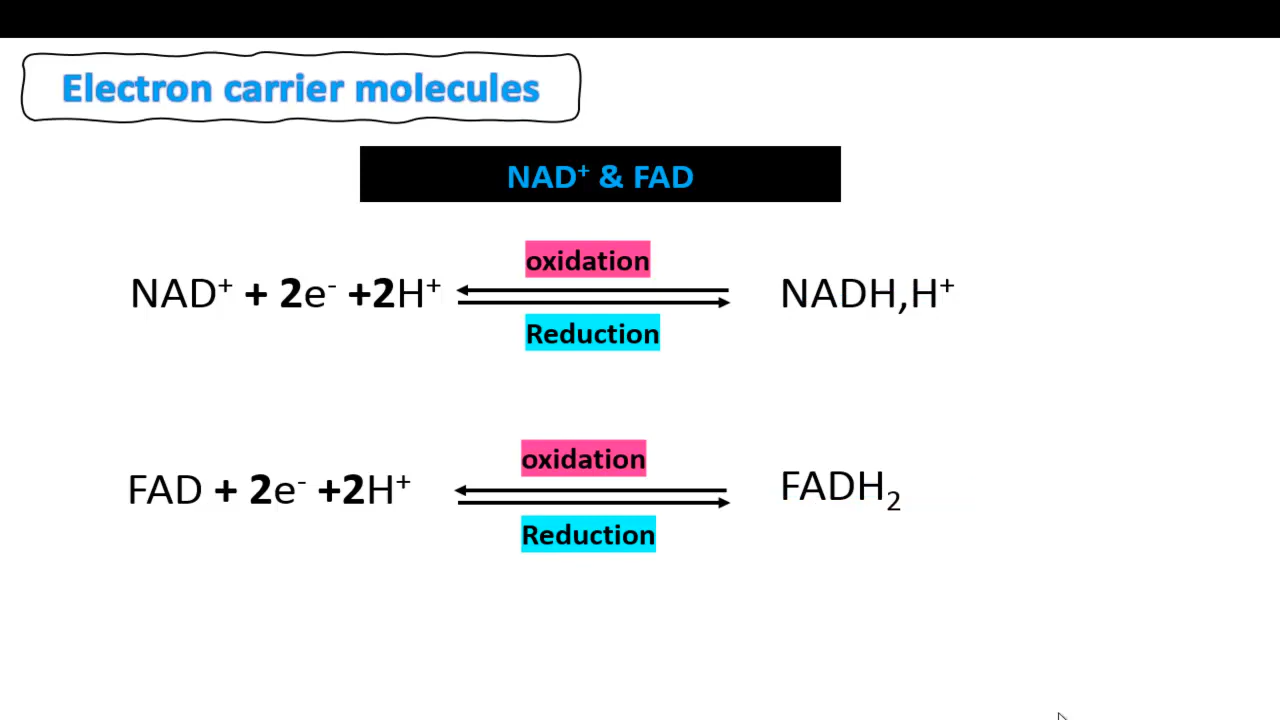 Electron carrier molecules
NAD⁺ & FAD
oxidation
NAD⁺ + 2e⁻ +2H⁺ NADH,H⁺
Reduction
oxidation
FAD + 2e⁻ +2H⁺ FADH₂
Reduction